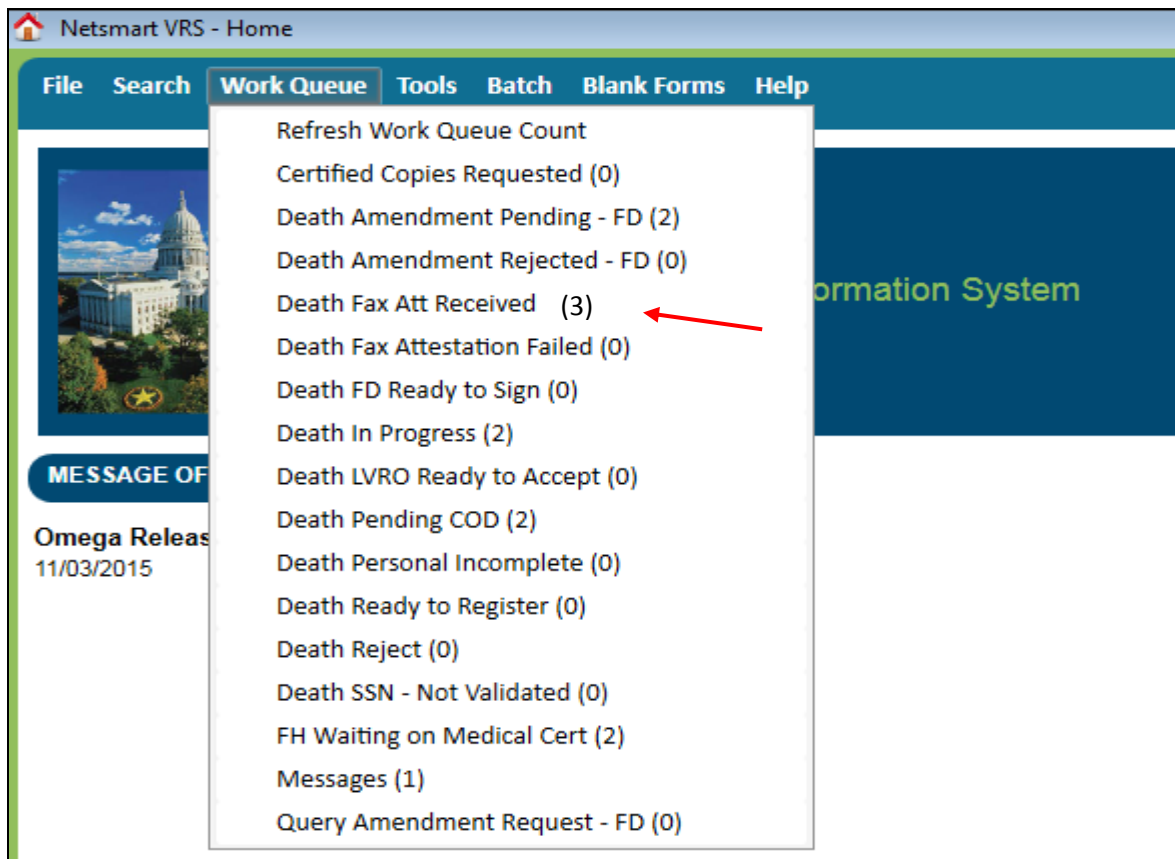 Netsmart VRS - Home
File Search Work Queue Tools Batch Blank Forms Help
Refresh Work Queue Count
Certified Copies Requested (0)
Death Amendment Pending - FD (2)
Death Amendment Rejected - FD (0)
Death Fax Att Received (3)
ormation System
Death Fax Attestation Failed (0)
Death FD Ready to Sign (0)
Death In Progress (2)
MESSAGE OF
Death LVRO Ready to Accept (0)
Death Pending COD (2)
Omega Releas
11/03/2015
Death Personal Incomplete (0)
Death Ready to Register (0)
Death Reject (0)
Death SSN - Not Validated (0)
FH Waiting on Medical Cert (2)
Messages (1)
Query Amendment Request - FD (0)